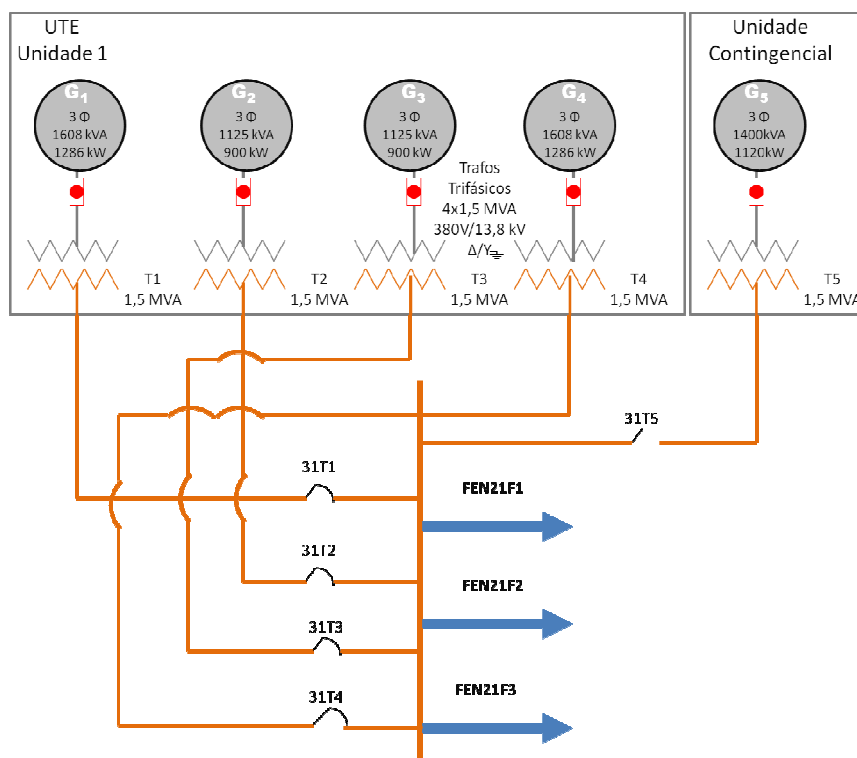 UTE
Unidade 1
Unidade
Contingencial
G1
3 Φ
1608 kVA
1286 kW
G2
3 Φ
1125 kVA
900 kW
G3
3 Φ
1125 kVA
900 kW
G4
3 Φ
1608 kVA
1286 kW
G5
3 Φ
1400kVA
1120kW
Trafos
Trifásicos
4x1,5 MVA
380V/13,8 kV
Δ/Y
T1
1,5 MVA
T2
1,5 MVA
T3
1,5 MVA
T4
1,5 MVA
T5
1,5 MVA
31T5
31T1
FEN21F1
31T2
FEN21F2
31T3
31T4
FEN21F3